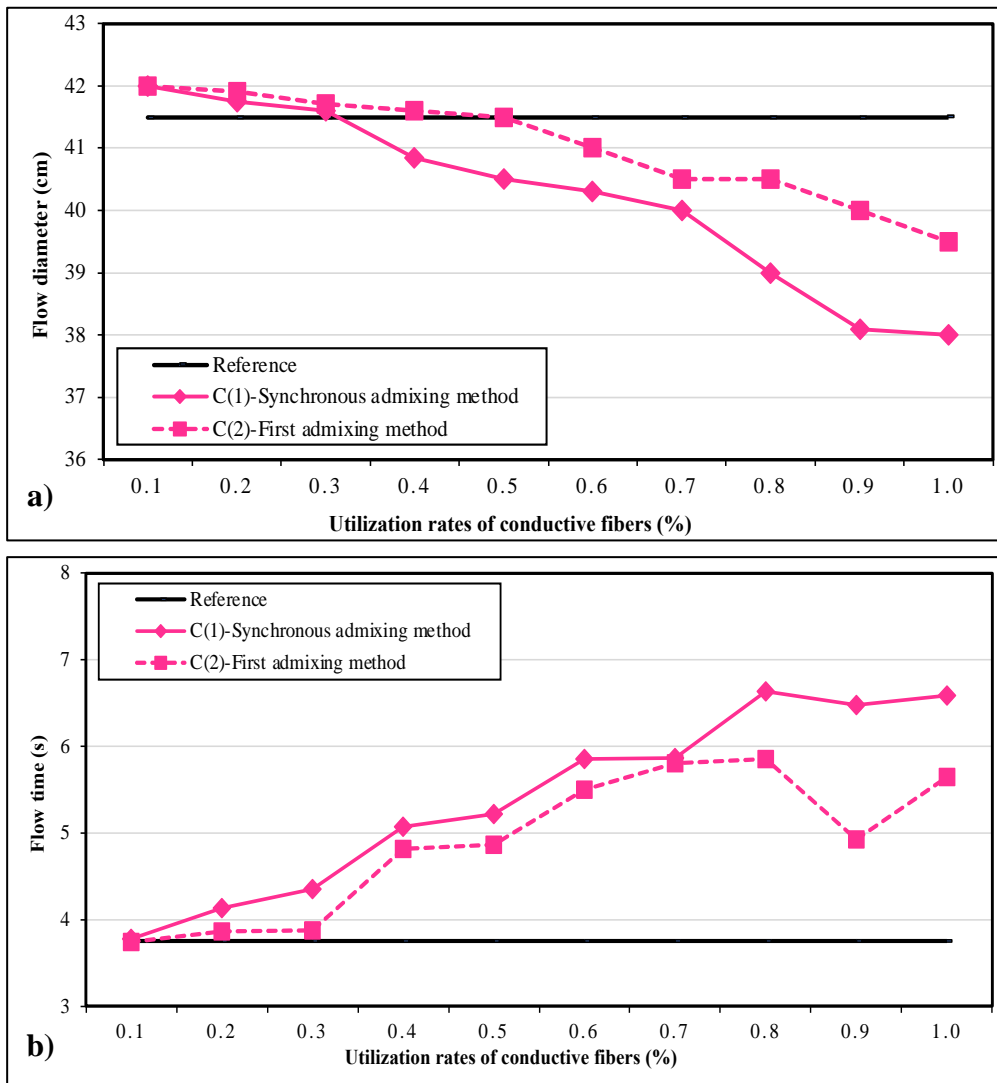 43
42
41
40
39
38
37
36
Flow diameter (cm)
Reference
C(1)-Synchronous admixing method
C(2)-First admixing method
0.1 0.2 0.3 0.4 0.5 0.6 0.7 0.8 0.9 1.0
a)
Utilization rates of conductive fibers (%)
8
7
6
5
4
3
Flow time (s)
Reference
C(1)-Synchronous admixing method
C(2)-First admixing method
0.1 0.2 0.3 0.4 0.5 0.6 0.7 0.8 0.9 1.0
b)
Utilization rates of conductive fibers (%)